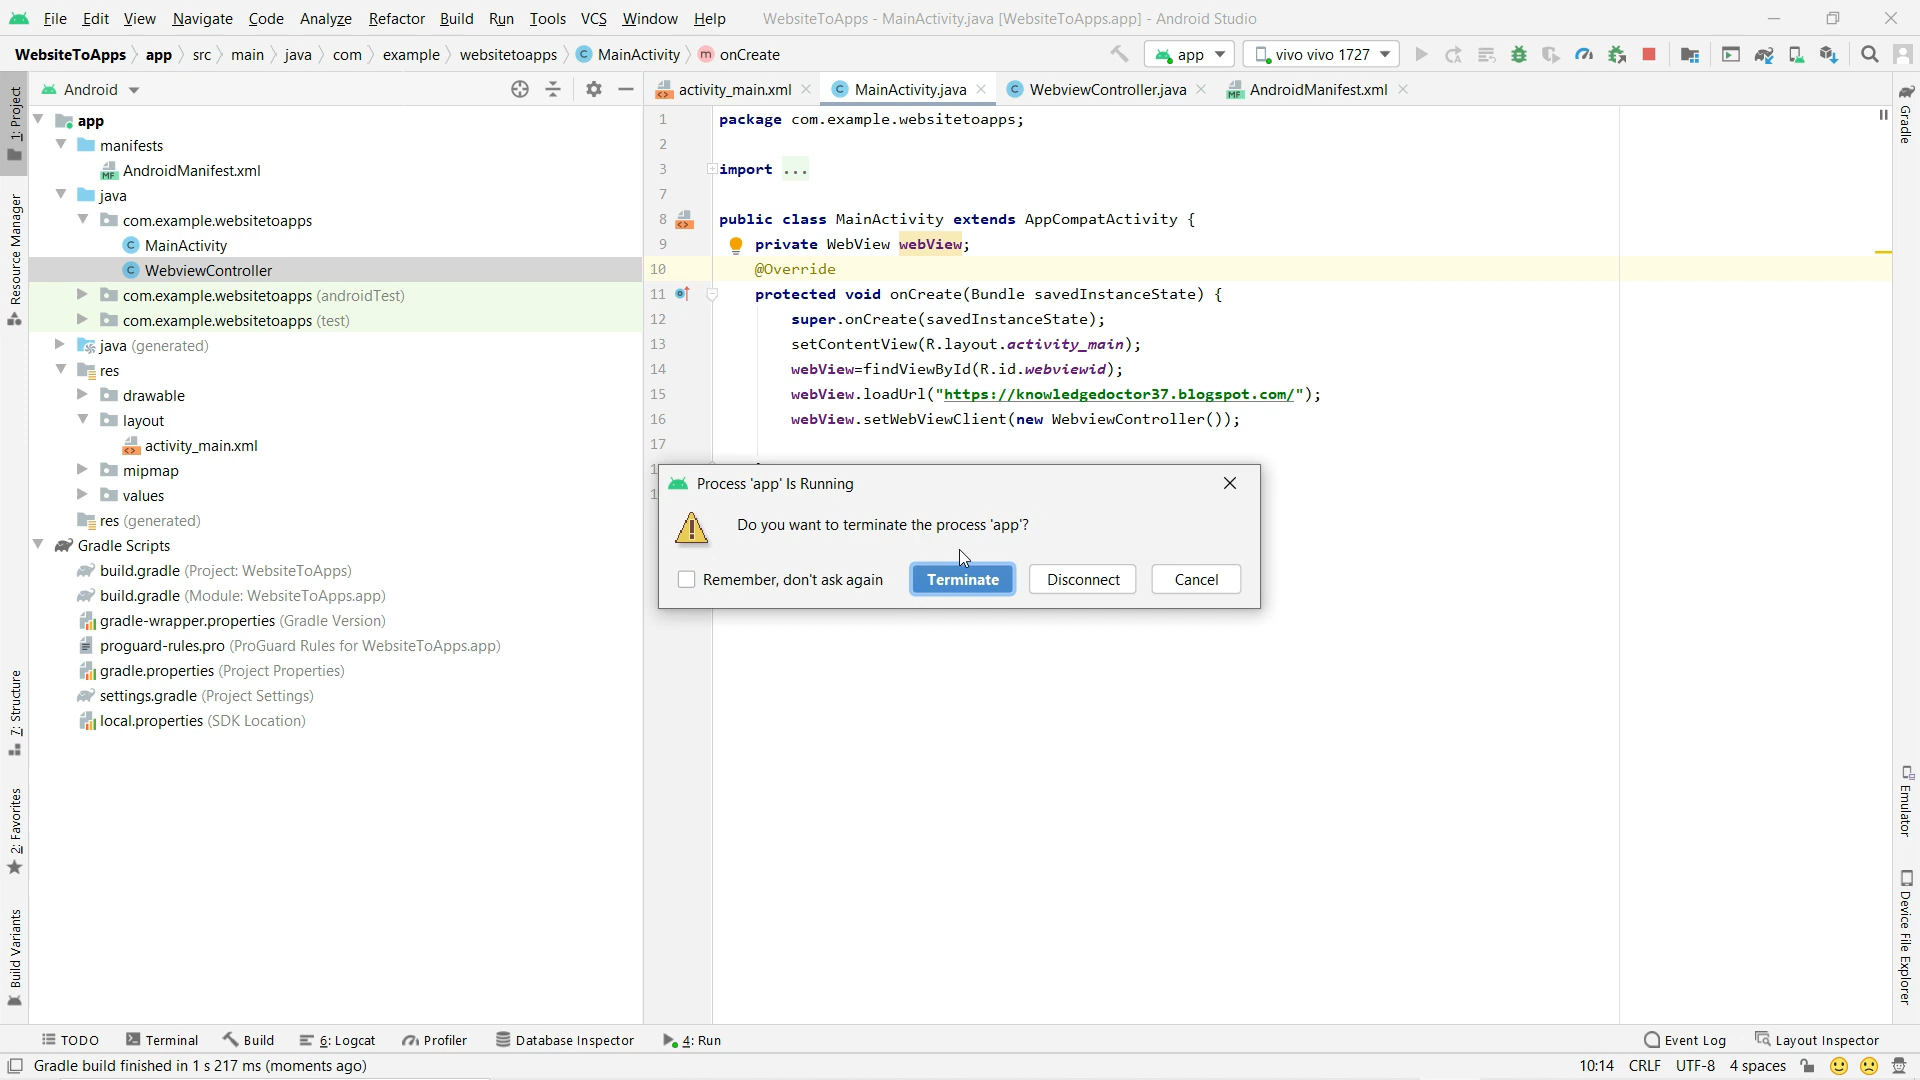 File Edit View Navigate Code Analyze Refactor Build Run Tools VCS Window Help WebsiteToApps - MainActivity.java [WebsiteToApps.app] - Android Studio
WebsiteToApps app src main java com example websitetoapps C MainActivity m onCreate app vivo vivo 1727
1: Project
Resource Manager
7: Structure
2: Favorites
Build Variants
Android
app
manifests
MF AndroidManifest.xml
java
com.example.websitetoapps
C MainActivity
C WebviewController
com.example.websitetoapps (androidTest)
com.example.websitetoapps (test)
java (generated)
res
drawable
layout
activity_main.xml
mipmap
values
res (generated)
Gradle Scripts
build.gradle (Project: WebsiteToApps)
build.gradle (Module: WebsiteToApps.app)
gradle-wrapper.properties (Gradle Version)
proguard-rules.pro (ProGuard Rules for WebsiteToApps.app)
gradle.properties (Project Properties)
settings.gradle (Project Settings)
local.properties (SDK Location)
activity_main.xml C MainActivity.java C WebviewController.java MF AndroidManifest.xml
1 package com.example.websitetoapps;
2
3 import ...
7
8 public class MainActivity extends AppCompatActivity {
9 private WebView webView;
10 @Override
11 protected void onCreate(Bundle savedInstanceState) {
12 super.onCreate(savedInstanceState);
13 setContentView(R.layout.activity_main);
14 webView=findViewById(R.id.webviewid);
15 webView.loadUrl("https://knowledgedoctor37.blogspot.com/");
16 webView.setWebViewClient(new WebviewController());
17
Process 'app' Is Running
Do you want to terminate the process 'app'?
Remember, don't ask again Terminate Disconnect Cancel
Gradle
Emulator
Device File Explorer
TODO Terminal Build 6: Logcat Profiler Database Inspector 4: Run Event Log Layout Inspector
Gradle build finished in 1 s 217 ms (moments ago) 10:14 CRLF UTF-8 4 spaces